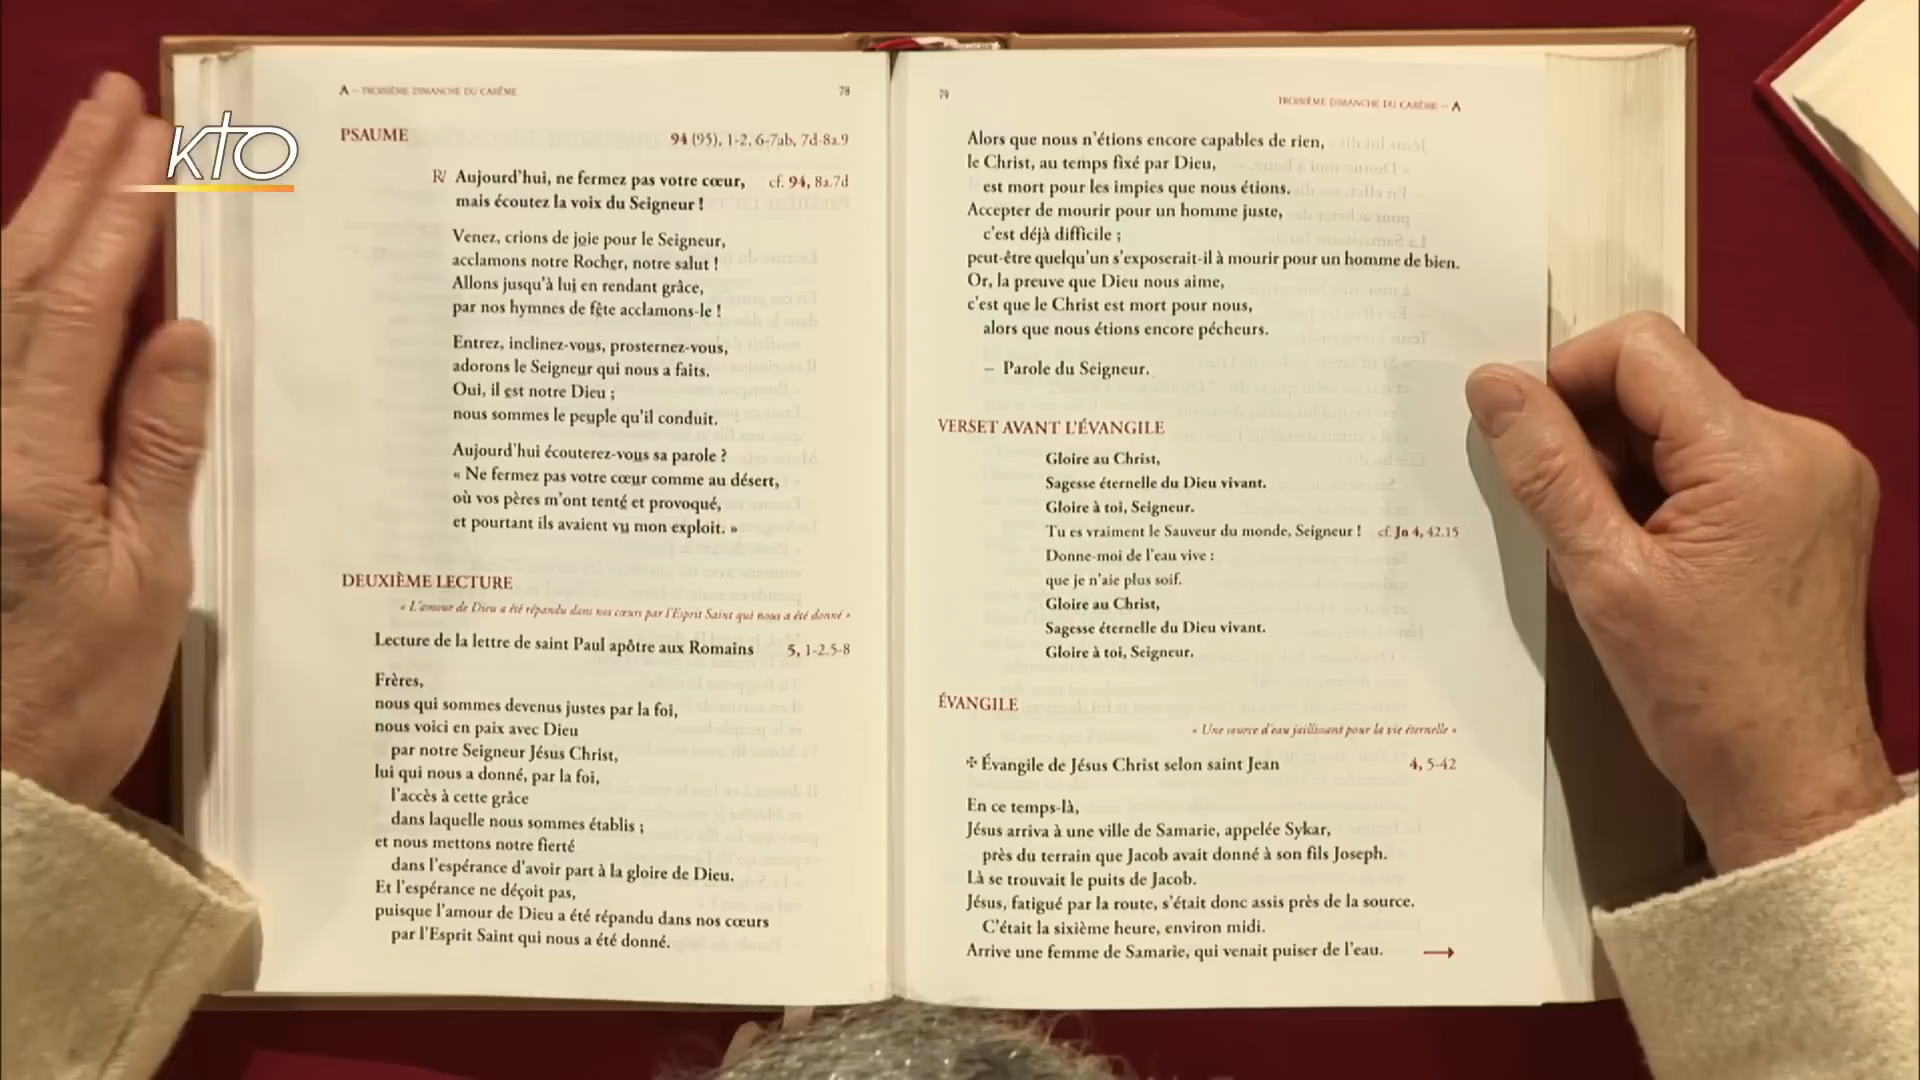 KTO
A – TROISIÈME DIMANCHE DU CARÊME 78
PSAUME 94 (95), 1-2, 6-7ab, 7d-8a.9
R/ Aujourd'hui, ne fermez pas votre cœur, cf. 94, 8a.7d
mais écoutez la voix du Seigneur !
Venez, crions de joie pour le Seigneur,
acclamons notre Rocher, notre salut !
Allons jusqu'à lui en rendant grâce,
par nos hymnes de fête acclamons-le !
Entrez, inclinez-vous, prosternez-vous,
adorons le Seigneur qui nous a faits.
Oui, il est notre Dieu ;
nous sommes le peuple qu'il conduit.
Aujourd'hui écouterez-vous sa parole ?
« Ne fermez pas votre cœur comme au désert,
où vos pères m'ont tenté et provoqué,
et pourtant ils avaient vu mon exploit. »
DEUXIÈME LECTURE
« L'amour de Dieu a été répandu dans nos cœurs par l'Esprit Saint qui nous a été donné »
Lecture de la lettre de saint Paul apôtre aux Romains 5, 1-2.5-8
Frères,
nous qui sommes devenus justes par la foi,
nous voici en paix avec Dieu
par notre Seigneur Jésus Christ,
lui qui nous a donné, par la foi,
l'accès à cette grâce
dans laquelle nous sommes établis ;
et nous mettons notre fierté
dans l'espérance d'avoir part à la gloire de Dieu.
Et l'espérance ne déçoit pas,
puisque l'amour de Dieu a été répandu dans nos cœurs
par l'Esprit Saint qui nous a été donné.
79 TROISIÈME DIMANCHE DU CARÊME – A
Alors que nous n'étions encore capables de rien,
le Christ, au temps fixé par Dieu,
est mort pour les impies que nous étions.
Accepter de mourir pour un homme juste,
c'est déjà difficile ;
peut-être quelqu'un s'exposerait-il à mourir pour un homme de bien.
Or, la preuve que Dieu nous aime,
c'est que le Christ est mort pour nous,
alors que nous étions encore pécheurs.
– Parole du Seigneur.
VERSET AVANT L'ÉVANGILE
Gloire au Christ,
Sagesse éternelle du Dieu vivant.
Gloire à toi, Seigneur.
Tu es vraiment le Sauveur du monde, Seigneur ! cf. Jn 4, 42.15
Donne-moi de l'eau vive :
que je n'aie plus soif.
Gloire au Christ,
Sagesse éternelle du Dieu vivant.
Gloire à toi, Seigneur.
ÉVANGILE
« Une source d'eau jaillissant pour la vie éternelle »
✠ Évangile de Jésus Christ selon saint Jean 4, 5-42
En ce temps-là,
Jésus arriva à une ville de Samarie, appelée Sykar,
près du terrain que Jacob avait donné à son fils Joseph.
Là se trouvait le puits de Jacob.
Jésus, fatigué par la route, s'était donc assis près de la source.
C'était la sixième heure, environ midi.
Arrive une femme de Samarie, qui venait puiser de l'eau. →